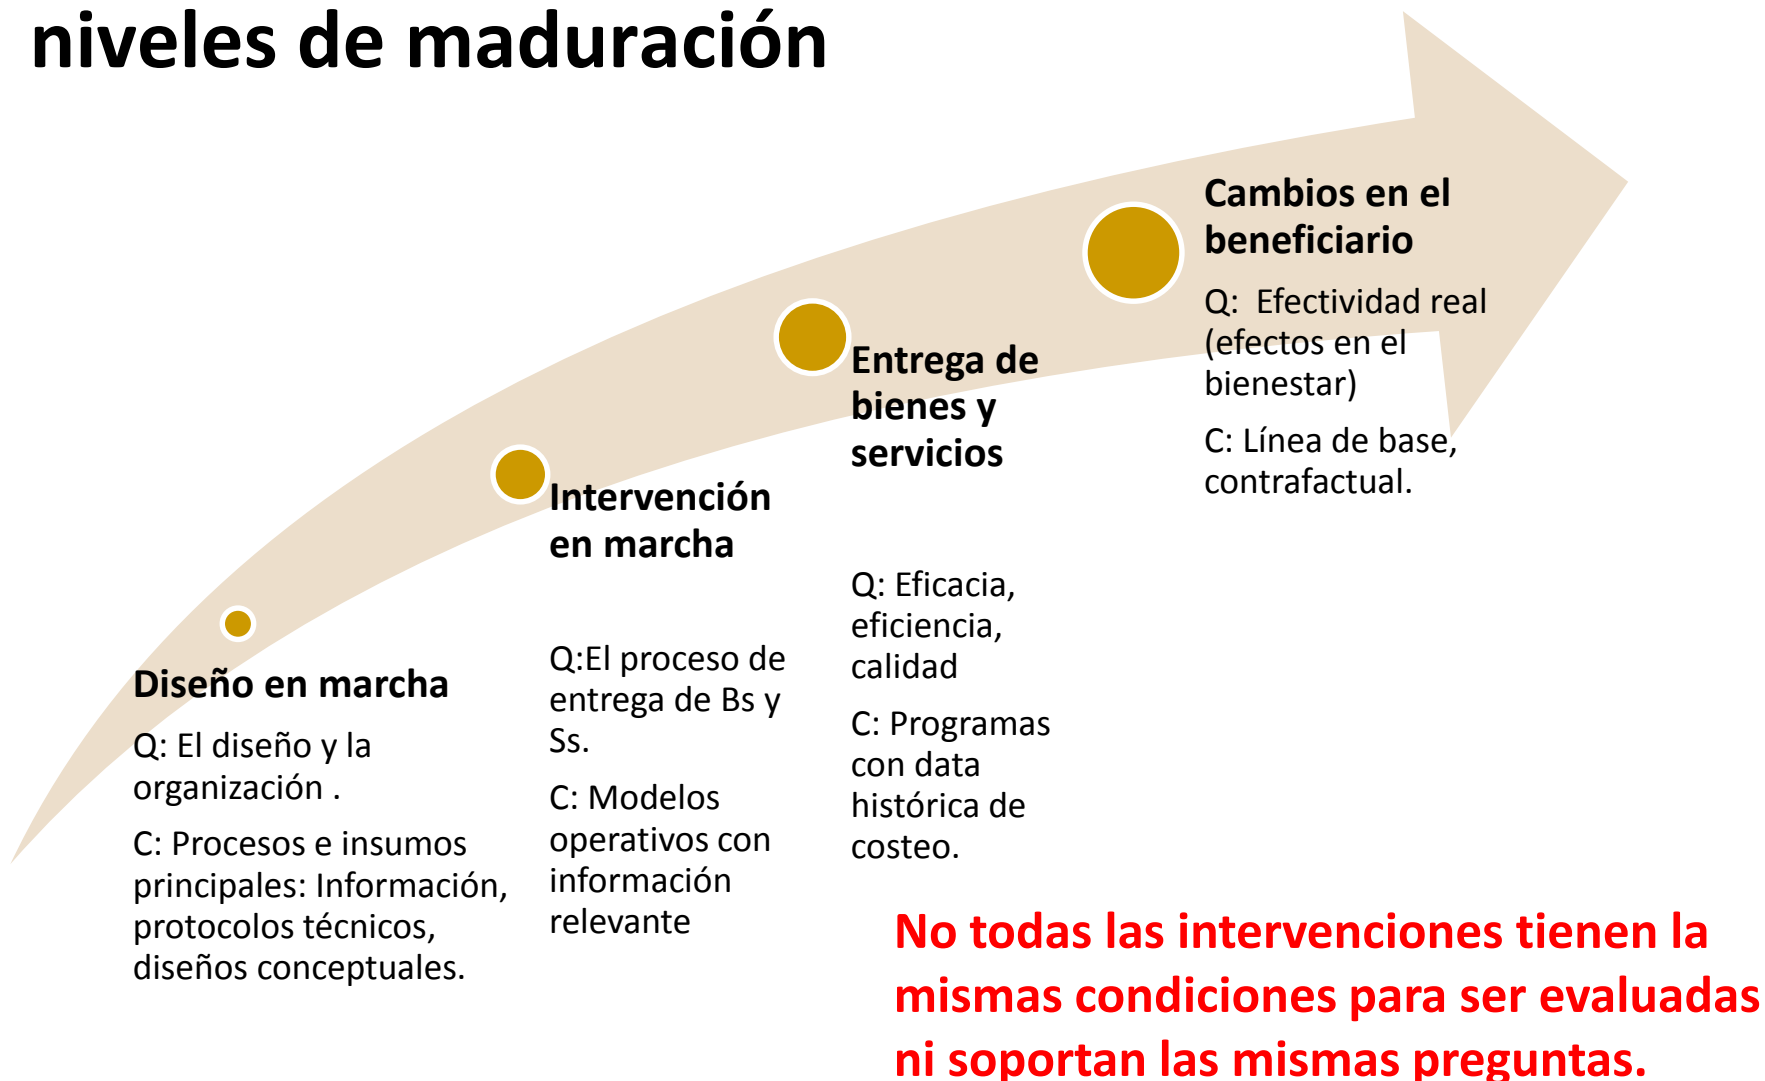 niveles de maduración
Diseño en marcha
Q: El diseño y la
organización .
C: Procesos e insumos
principales: Información,
protocolos técnicos,
diseños conceptuales.
Intervención
en marcha
Q:El proceso de
entrega de Bs y
Ss.
C: Modelos
operativos con
información
relevante
Entrega de
bienes y
servicios
Q: Eficacia,
eficiencia,
calidad
C: Programas
con data
histórica de
costeo.
Cambios en el
beneficiario
Q:  Efectividad real
(efectos en el
bienestar)
C: Línea de base,
contrafactual.
No todas las intervenciones tienen la
mismas condiciones para ser evaluadas
ni soportan las mismas preguntas.